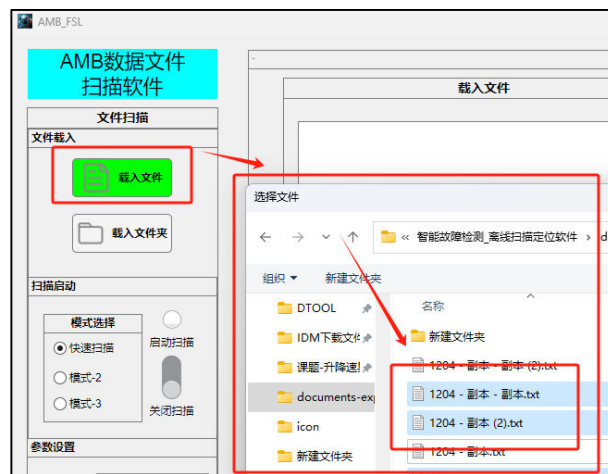 AMB_FSL
AMB数据文件
扫描软件
文件扫描
文件载入
载入文件
载入文件夹
扫描启动
模式选择
快速扫描
模式-2
模式-3
启动扫描
关闭扫描
参数设置
-
载入文件
选择文件
« 智能故障检测_离线扫描定位软件 › d
组织
新建文件夹
DTOOL
IDM下载文件
课题-升降速
documents-exp
icon
新建文件夹
名称
新建文件夹
1204 - 副本 - 副本 (2).txt
1204 - 副本 - 副本.txt
1204 - 副本 (2).txt
1204 - 副本.txt